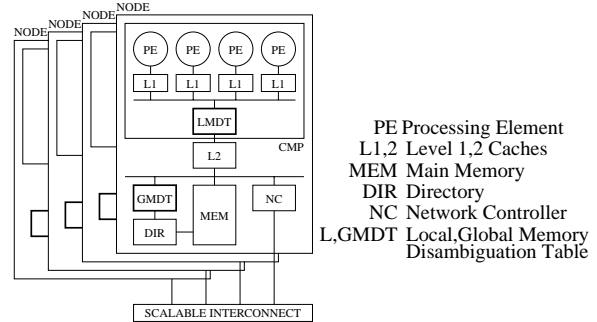 NODE
NODE
NODE
NODE
PE PE PE PE
L1 L1 L1 L1
LMDT
CMP
L2
GMDT
MEM
NC
DIR
SCALABLE INTERCONNECT
PE Processing Element
L1,2 Level 1,2 Caches
MEM Main Memory
DIR Directory
NC Network Controller
L,GMDT Local,Global Memory
Disambiguation Table